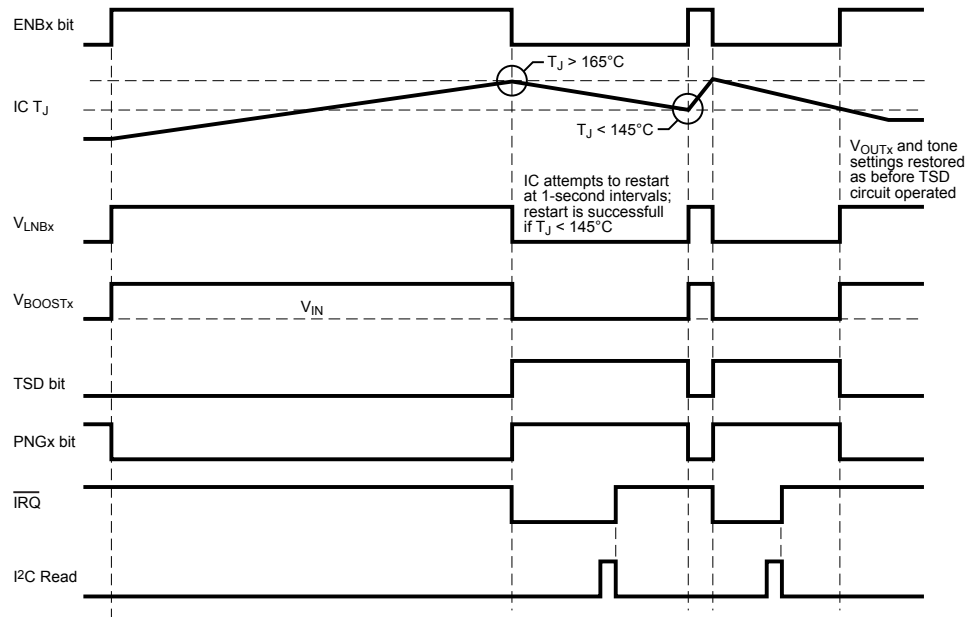 ENBx bit
T_J > 165°C
IC T_J
T_J < 145°C
V_OUTx and tone
settings restored
as before TSD
circuit operated
IC attempts to restart
at 1-second intervals;
restart is successfull
if T_J < 145°C
V_LNBx
V_BOOSTx
V_IN
TSD bit
PNGx bit
IRQ
I²C Read